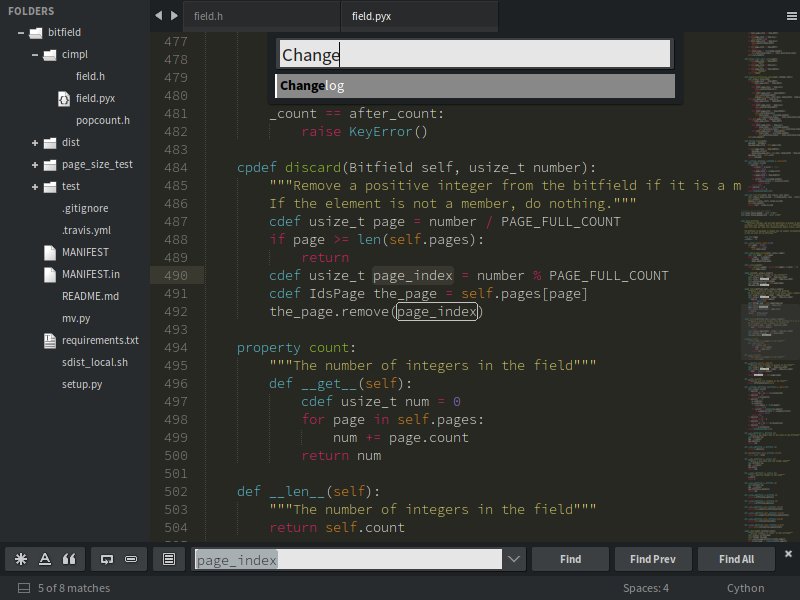 FOLDERS
bitfield
cimpl
field.h
field.pyx
popcount.h
dist
page_size_test
test
.gitignore
.travis.yml
MANIFEST
MANIFEST.in
README.md
mv.py
requirements.txt
sdist_local.sh
setup.py
field.h
field.pyx
Change
Changelog
477
478
479
480
481 _count == after_count:
482 raise KeyError()
483
484 cpdef discard(Bitfield self, usize_t number):
485 """Remove a positive integer from the bitfield if it is a m
486 If the element is not a member, do nothing."""
487 cdef usize_t page = number / PAGE_FULL_COUNT
488 if page >= len(self.pages):
489 return
490 cdef usize_t page_index = number % PAGE_FULL_COUNT
491 cdef IdsPage the_page = self.pages[page]
492 the_page.remove(page_index)
493
494 property count:
495 """The number of integers in the field"""
496 def __get__(self):
497 cdef usize_t num = 0
498 for page in self.pages:
499 num += page.count
500 return num
501
502 def __len__(self):
503 """The number of integers in the field"""
504 return self.count
page_index
Find
Find Prev
Find All
5 of 8 matches
Spaces: 4
Cython